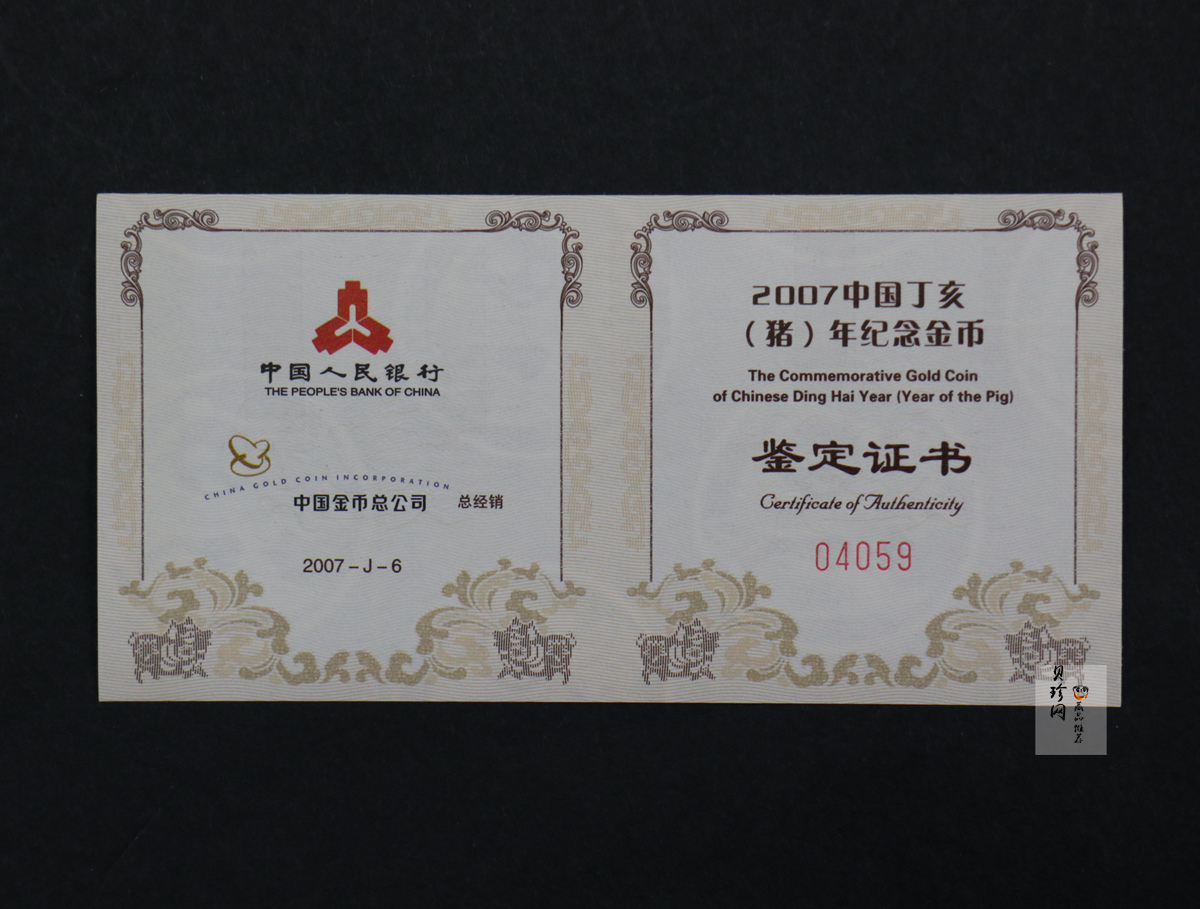 中国人民银行
THE PEOPLE'S BANK OF CHINA
CHINA GOLD COIN INCORPORATION
中国金币总公司 总经销
2007-J-6
2007中国丁亥
（猪）年纪念金币
The Commemorative Gold Coin
of Chinese Ding Hai Year (Year of the Pig)
鉴定证书
Certificate of Authenticity
04059
贝珍网